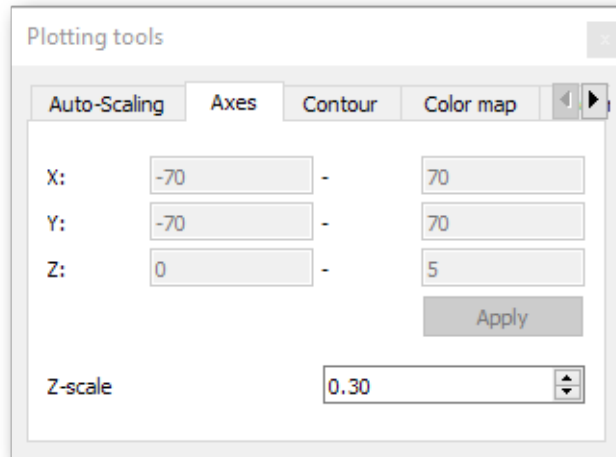 Plotting tools
Auto-Scaling Axes Contour Color map
X: -70 - 70
Y: -70 - 70
Z: 0 - 5
Apply
Z-scale 0.30